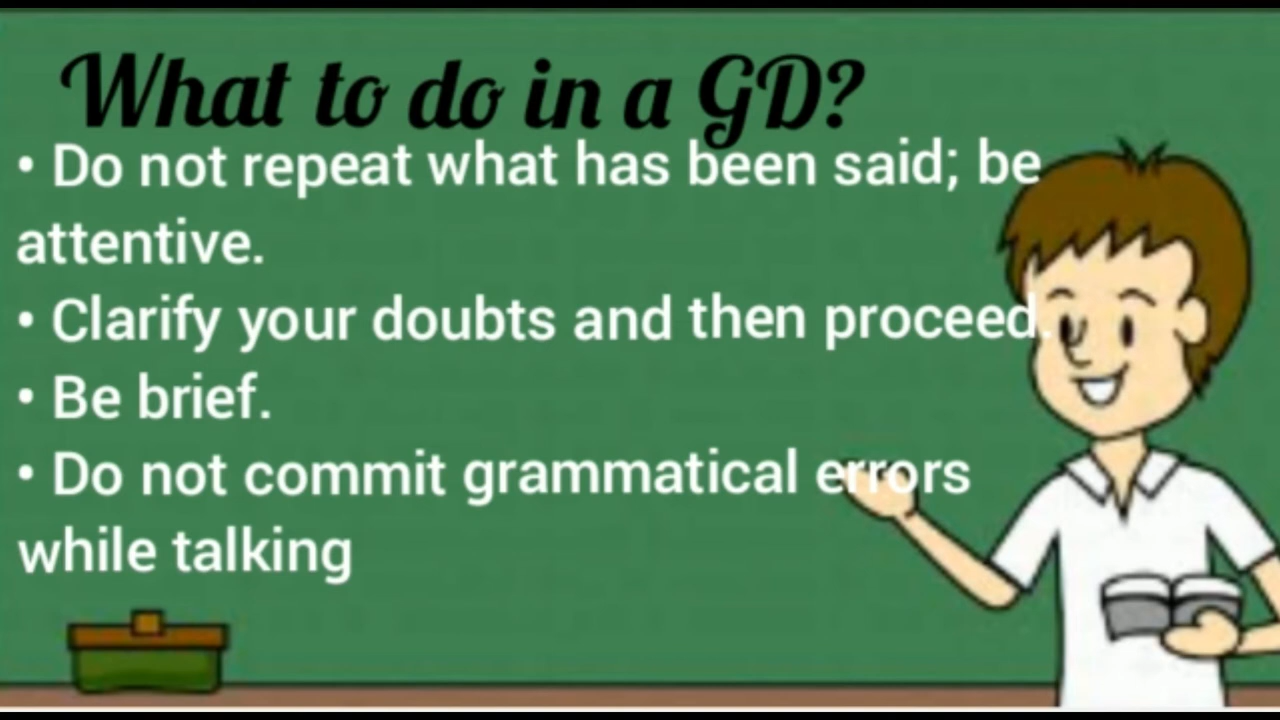 What to do in a GD?
• Do not repeat what has been said; be
attentive.
• Clarify your doubts and then proceed.
• Be brief.
• Do not commit grammatical errors
while talking